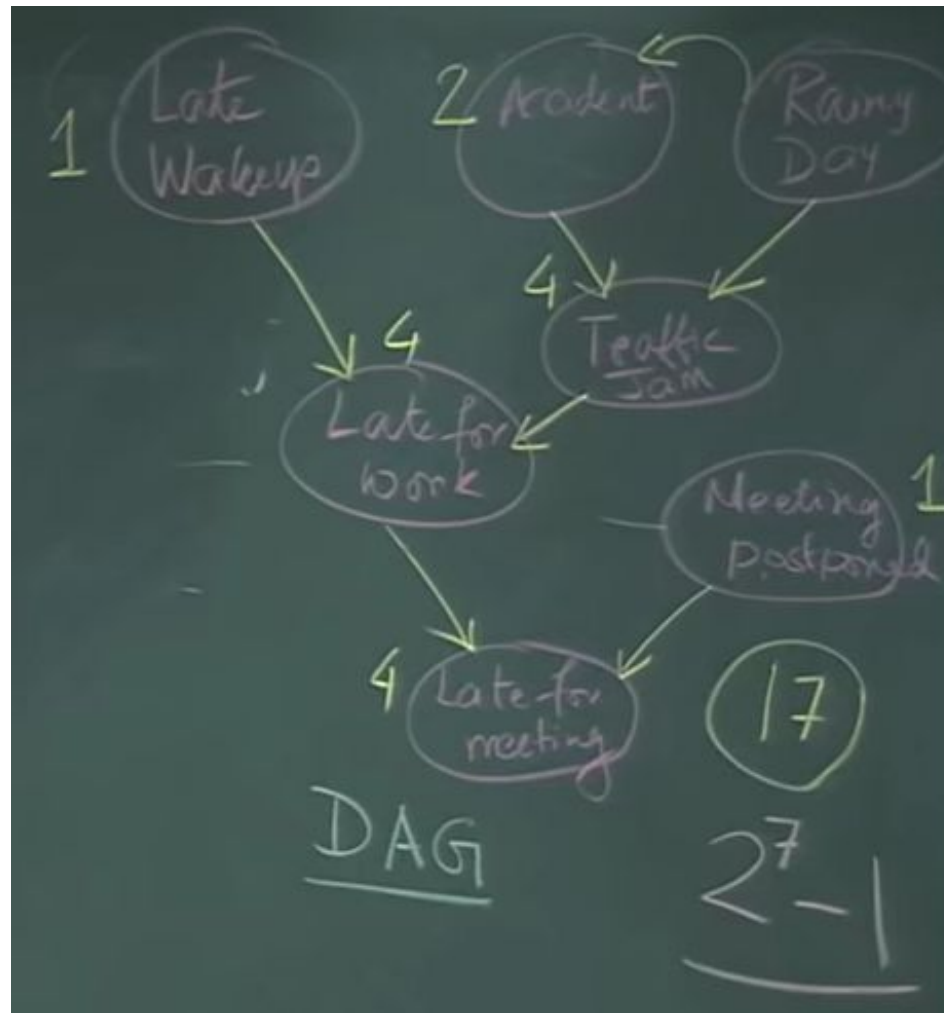 1
Late
Wakeup
2
Accident
Rainy
Day
4
Traffic
Jam
4
Late for
work
Meeting
postponed
1
4
Late for
meeting
17
DAG
2⁷-1